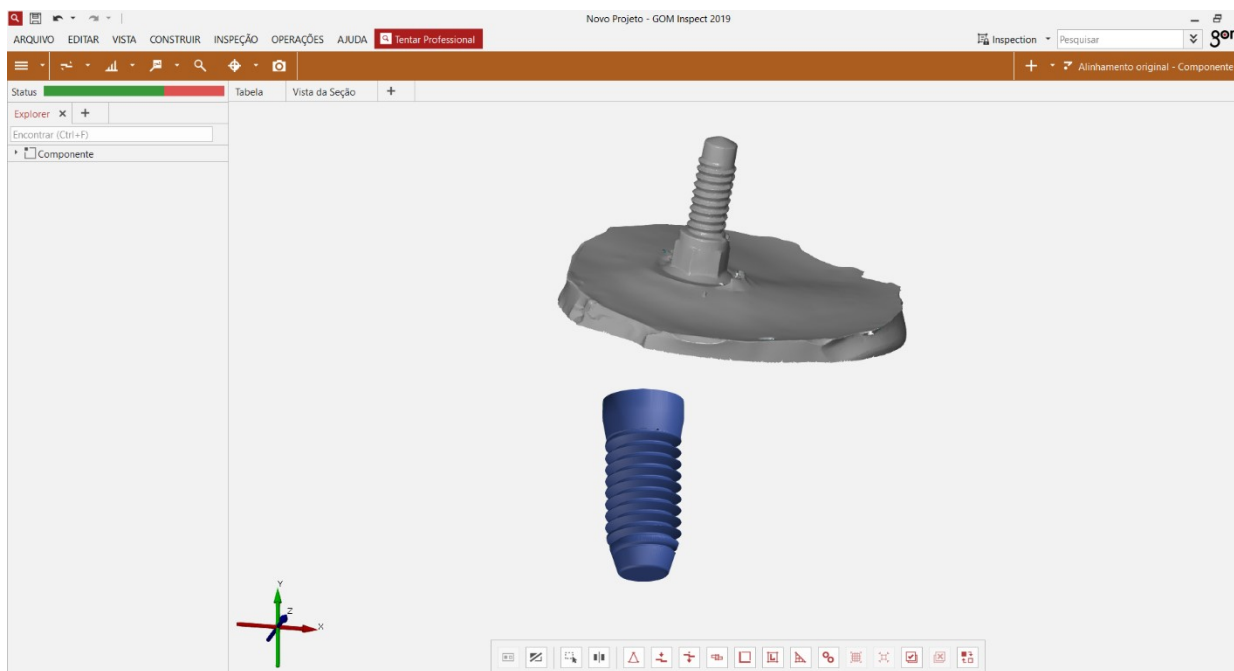 Novo Projeto - GOM Inspect 2019
ARQUIVO EDITAR VISTA CONSTRUIR INSPEÇÃO OPERAÇÕES AJUDA Tentar Professional Inspection Pesquisar
Alinhamento original - Componente
Status Tabela Vista da Seção +
Explorer X +
Encontrar (Ctrl+F)
Componente
Y
Z
X